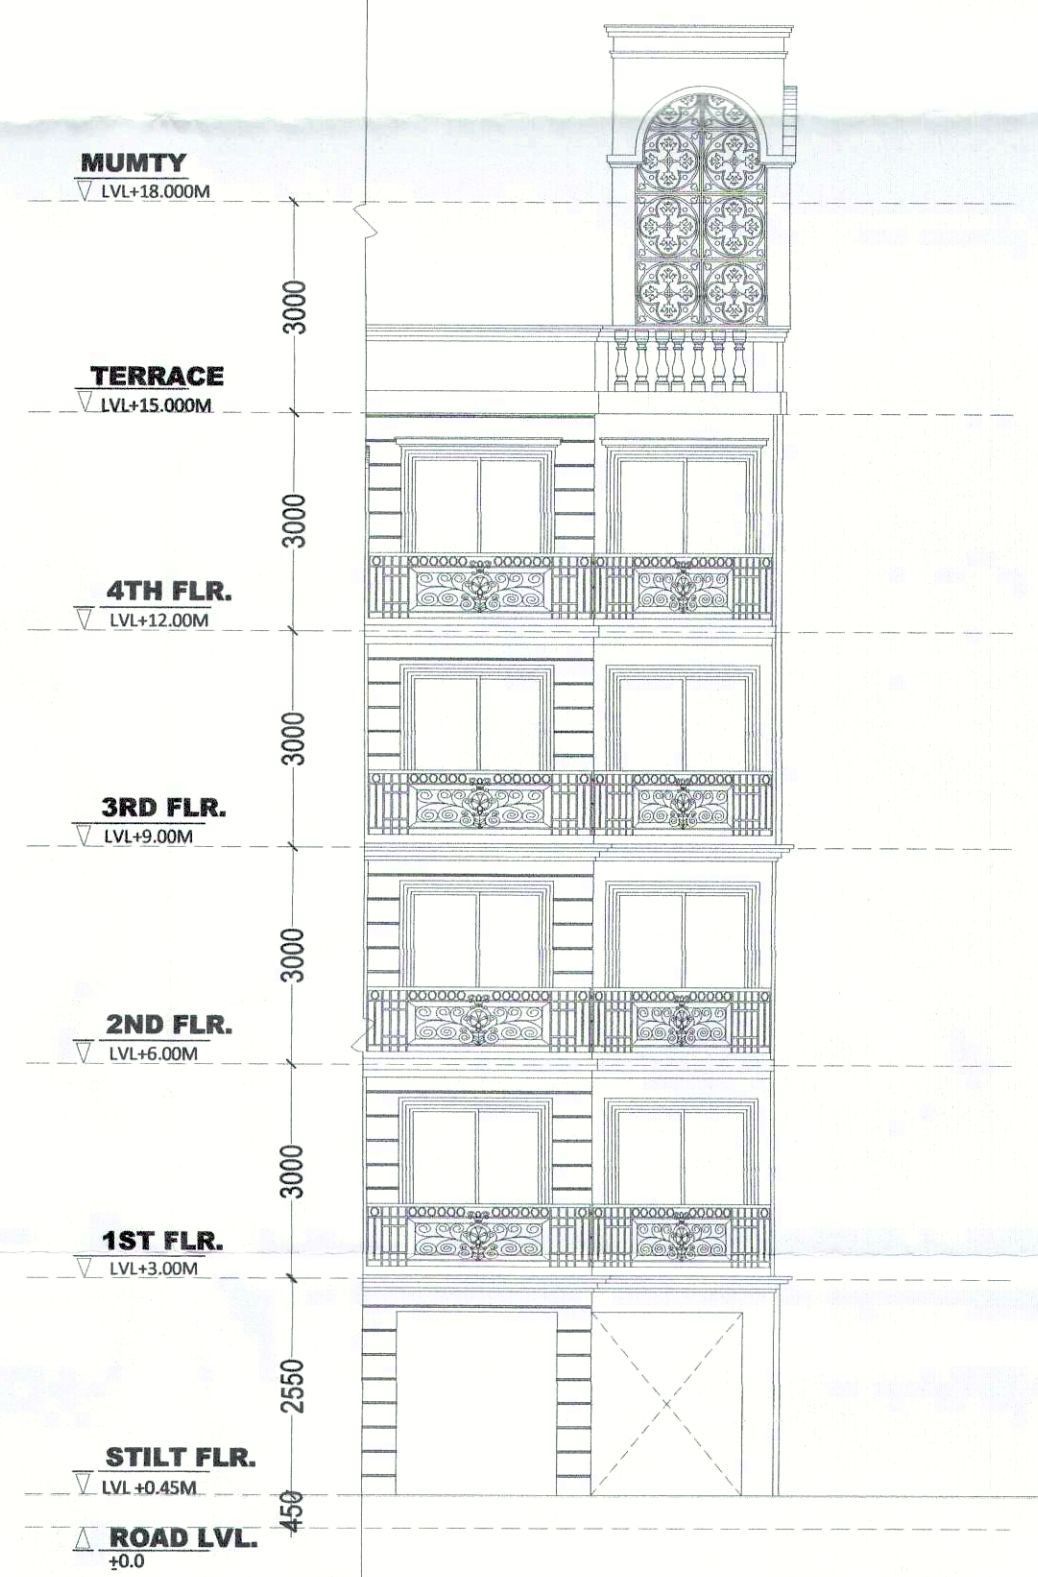 MUMTY
LVL+18.000M
3000
TERRACE
LVL+15.000M
3000
4TH FLR.
LVL+12.00M
3000
3RD FLR.
LVL+9.00M
3000
2ND FLR.
LVL+6.00M
3000
1ST FLR.
LVL+3.00M
2550
STILT FLR.
LVL +0.45M
450
ROAD LVL.
±0.0